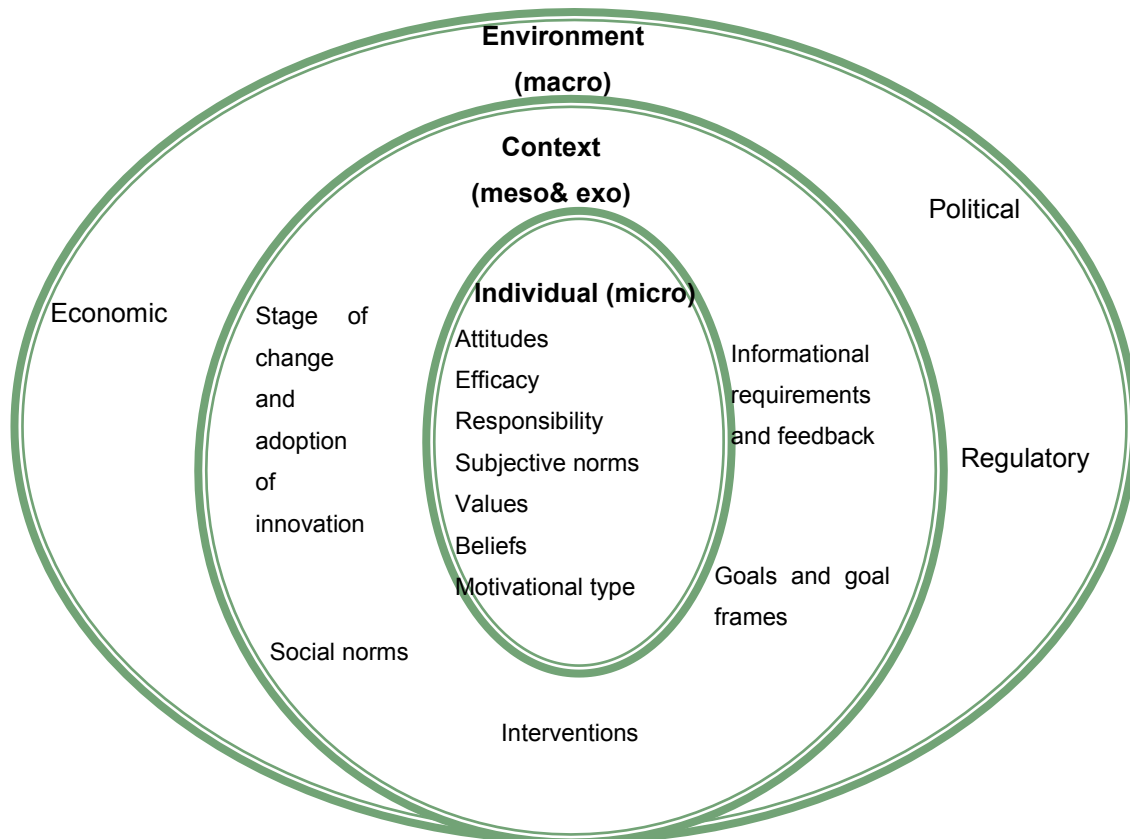 Environment
(macro)
Context
(meso& exo)
Political
Individual (micro)
Economic
Stage of
change
and
adoption
of
innovation
Attitudes
Efficacy
Responsibility
Subjective norms
Values
Beliefs
Motivational type
Informational
requirements
and feedback
Regulatory
Goals and goal
frames
Social norms
Interventions